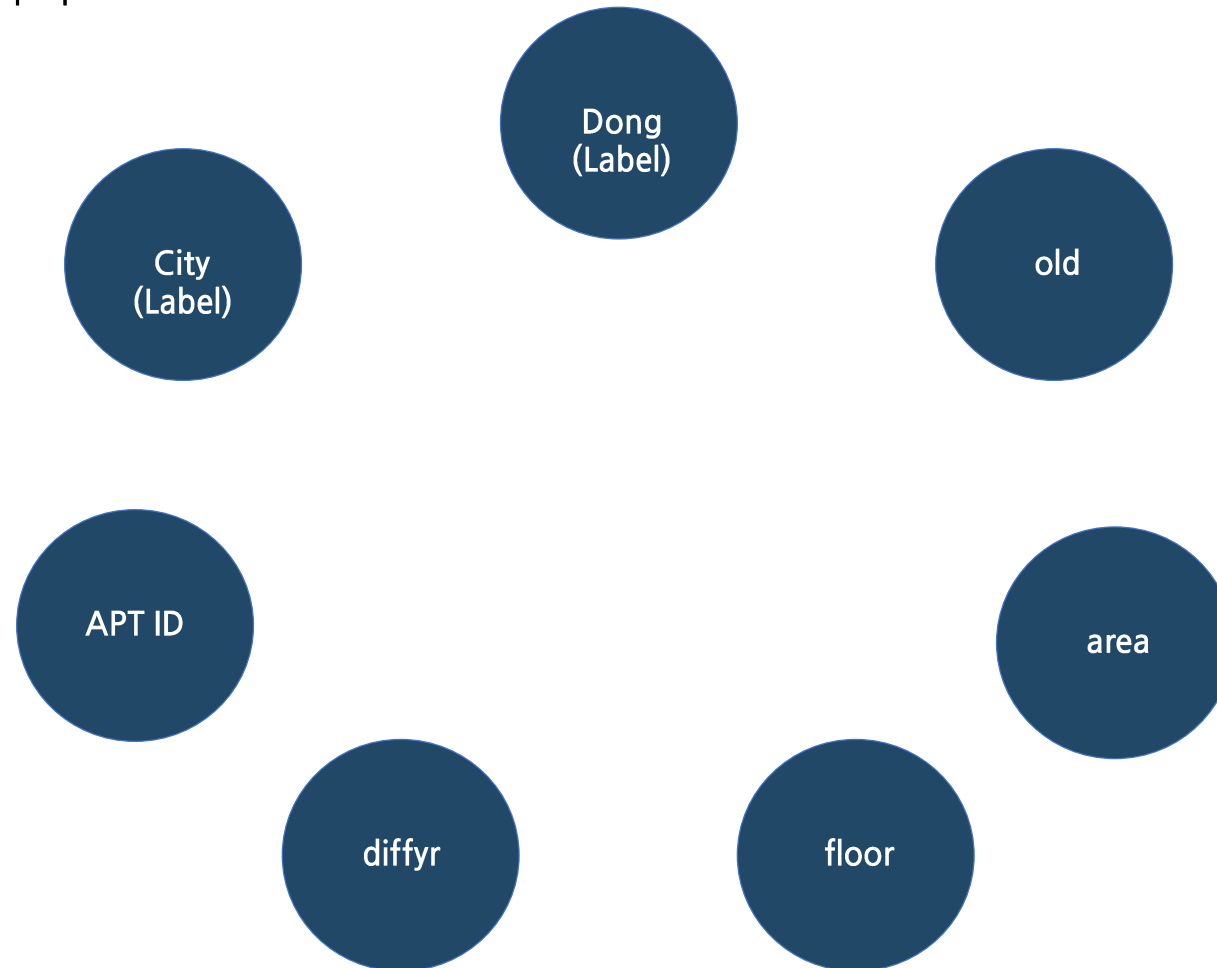 Dong
(Label)
City
(Label)
old
APT ID
area
diffyr
floor